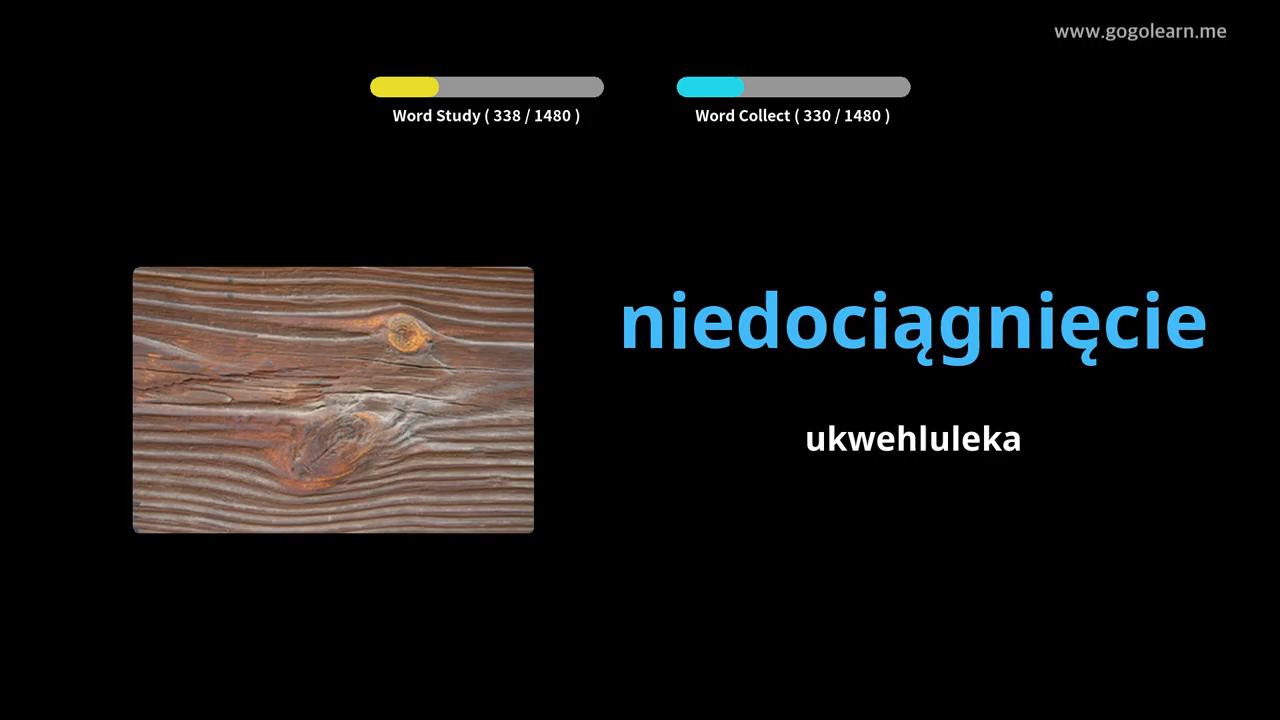 www.gogolearn.me
Word Study ( 338 / 1480 )
Word Collect ( 330 / 1480 )
niedociągnięcie
ukwehluleka